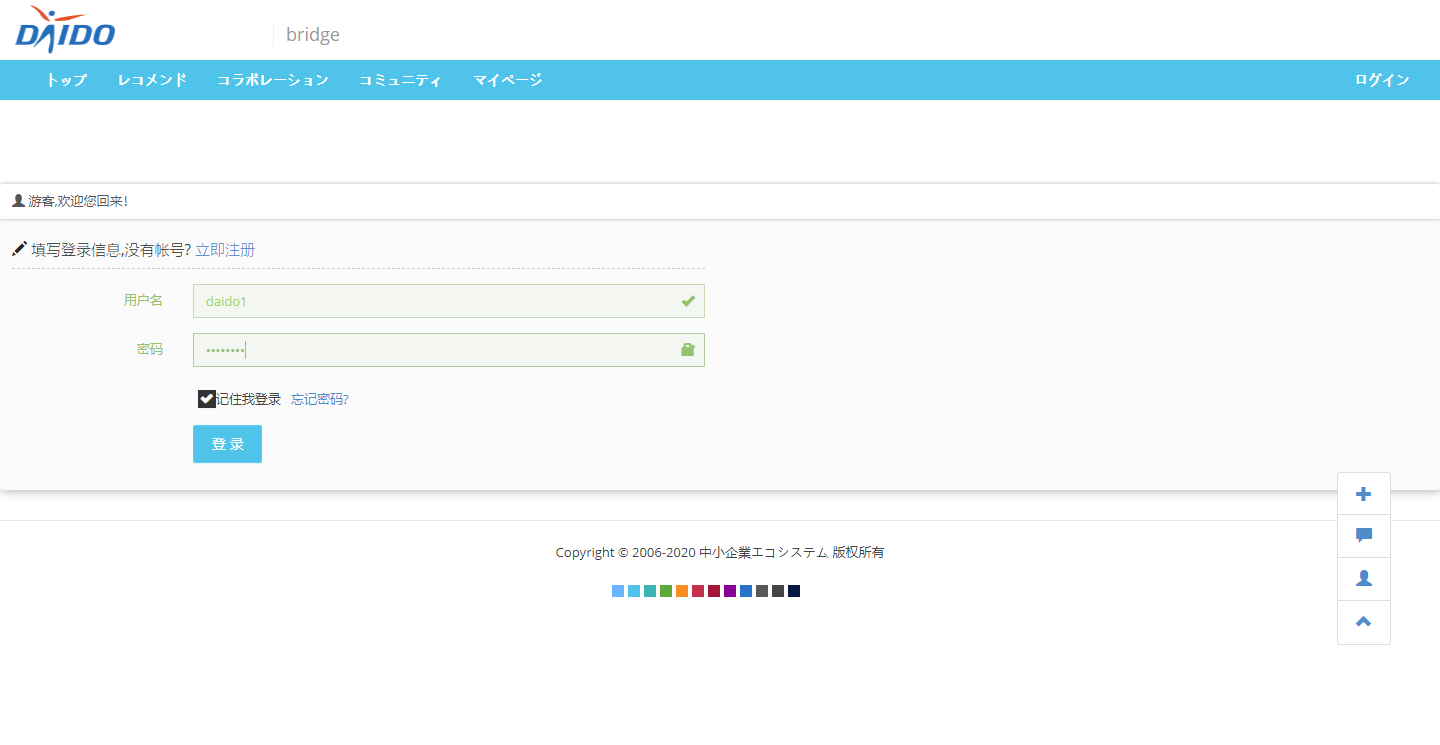 DAIDO
bridge
トップ レコメンド コラボレーション コミュニティ マイページ ログイン
游客,欢迎您回来!
填写登录信息,没有帐号? 立即注册
用户名 daido1
密码 ••••••••
记住我登录 忘记密码?
登 录
Copyright © 2006-2020 中小企業エコシステム 版权所有